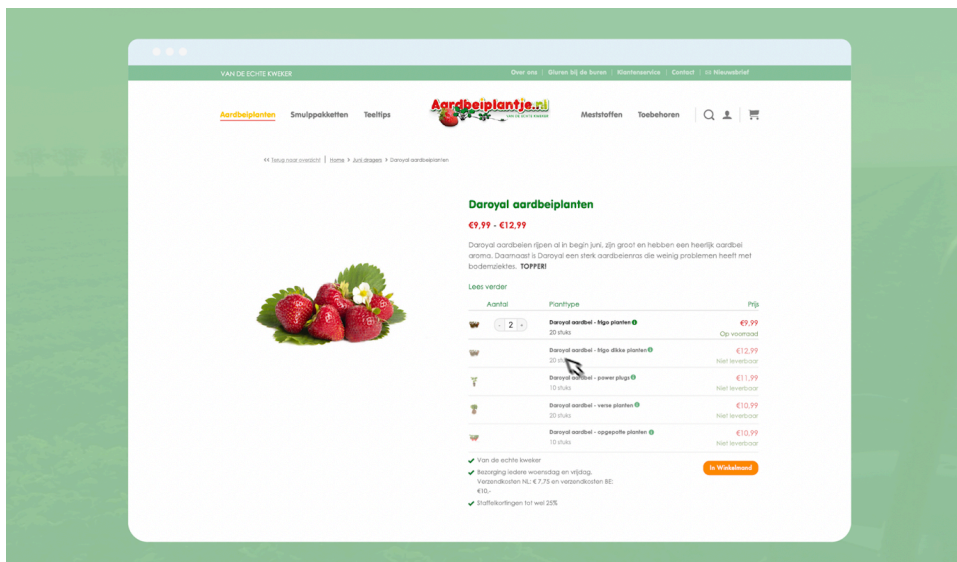 VAN DE ECHTE KWEKER
Over ons | Gluren bij de buren | Klantenservice | Contact | Nieuwsbrief
Aardbeiplanten Smulpakketten Teeltips
Aardbeiplantje.nl
VAN DE ECHTE KWEKER
Meststoffen Toebehoren
Terug naar overzicht | Home > Juni dragers > Daroyal aardbeiplanten
Daroyal aardbeiplanten
€9,99 - €12,99
Daroyal aardbeien rijpen al in begin juni, zijn groot en hebben een heerlijk aardbei
aroma. Daarnaast is Daroyal een sterk aardbeienras die weinig problemen heeft met
bodemziektes. TOPPER!
Lees verder
Aantal Planttype Prijs
- 2 + Daroyal aardbei - frigo planten €9,99
20 stuks Op voorraad
Daroyal aardbei - frigo dikke planten €12,99
20 stuks Niet leverbaar
Daroyal aardbei - power plugs €11,99
10 stuks Niet leverbaar
Daroyal aardbei - verse planten €10,99
20 stuks Niet leverbaar
Daroyal aardbei - opgepotte planten €10,99
10 stuks Niet leverbaar
Van de echte kweker
In Winkelmand
Bezorging iedere woensdag en vrijdag.
Verzendkosten NL: € 7,75 en verzendkosten BE:
€10,-
Staffelkortingen tot wel 25%